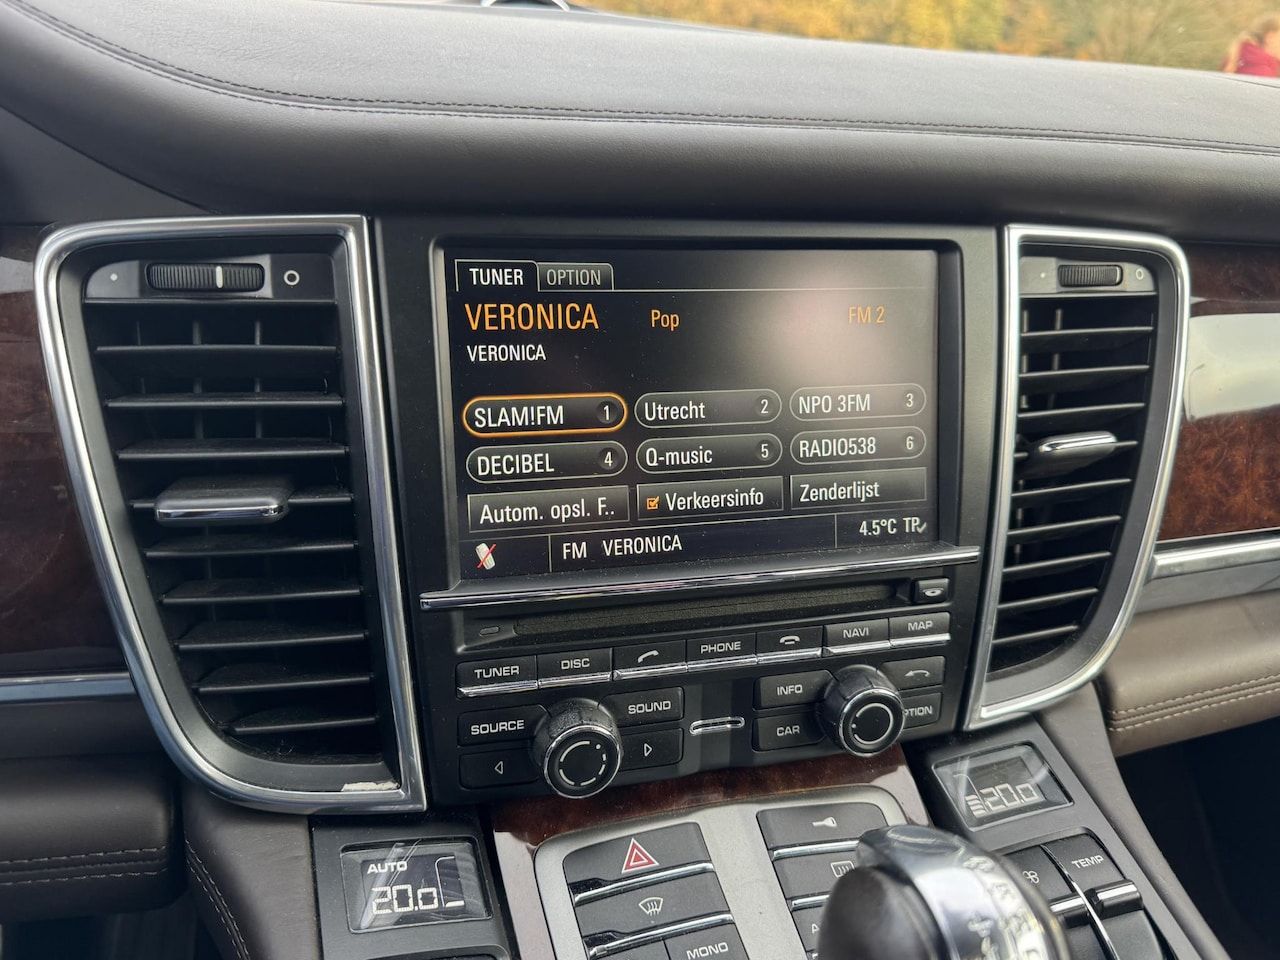 TUNER OPTION
VERONICA Pop FM 2
VERONICA
SLAM!FM 1 Utrecht 2 NPO 3FM 3
DECIBEL 4 Q-music 5 RADIO538 6
Autom. opsl. F.. Verkeersinfo Zenderlijst
FM VERONICA 4.5°C TP
TUNER DISC PHONE NAVI MAP
SOURCE SOUND INFO
CAR OPTION
AUTO
20.0
20.0
TEMP
MONO